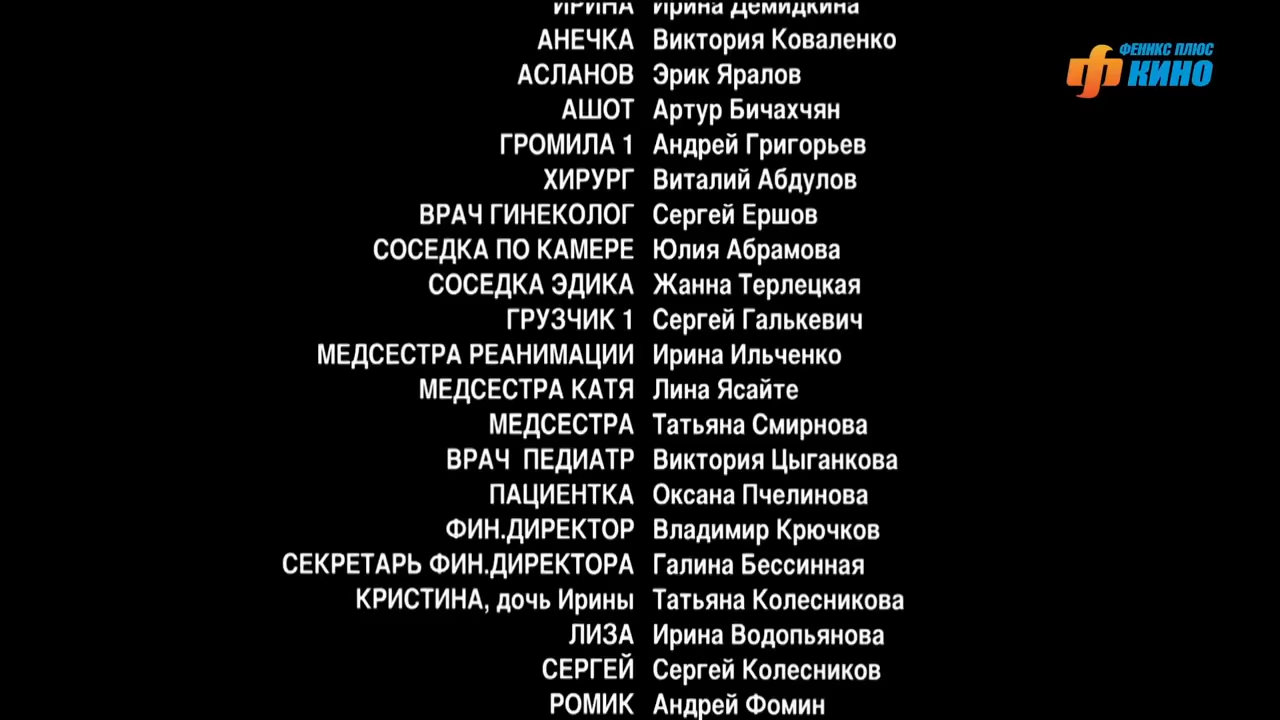 ИРИНА Ирина Демидкина
АНЕЧКА Виктория Коваленко
АСЛАНОВ Эрик Яралов
АШОТ Артур Бичахчян
ГРОМИЛА 1 Андрей Григорьев
ХИРУРГ Виталий Абдулов
ВРАЧ ГИНЕКОЛОГ Сергей Ершов
СОСЕДКА ПО КАМЕРЕ Юлия Абрамова
СОСЕДКА ЭДИКА Жанна Терлецкая
ГРУЗЧИК 1 Сергей Галькевич
МЕДСЕСТРА РЕАНИМАЦИИ Ирина Ильченко
МЕДСЕСТРА КАТЯ Лина Ясайте
МЕДСЕСТРА Татьяна Смирнова
ВРАЧ ПЕДИАТР Виктория Цыганкова
ПАЦИЕНТКА Оксана Пчелинова
ФИН.ДИРЕКТОР Владимир Крючков
СЕКРЕТАРЬ ФИН.ДИРЕКТОРА Галина Бессинная
КРИСТИНА, дочь Ирины Татьяна Колесникова
ЛИЗА Ирина Водопьянова
СЕРГЕЙ Сергей Колесников
РОМИК Андрей Фомин
ФЕНИКС ПЛЮС
КИНО